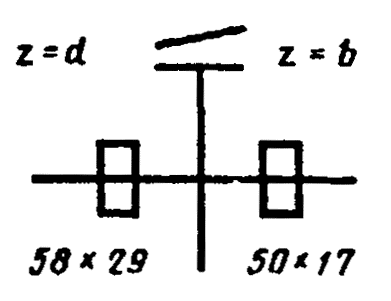 z = d z = b
58 × 29 50 × 17